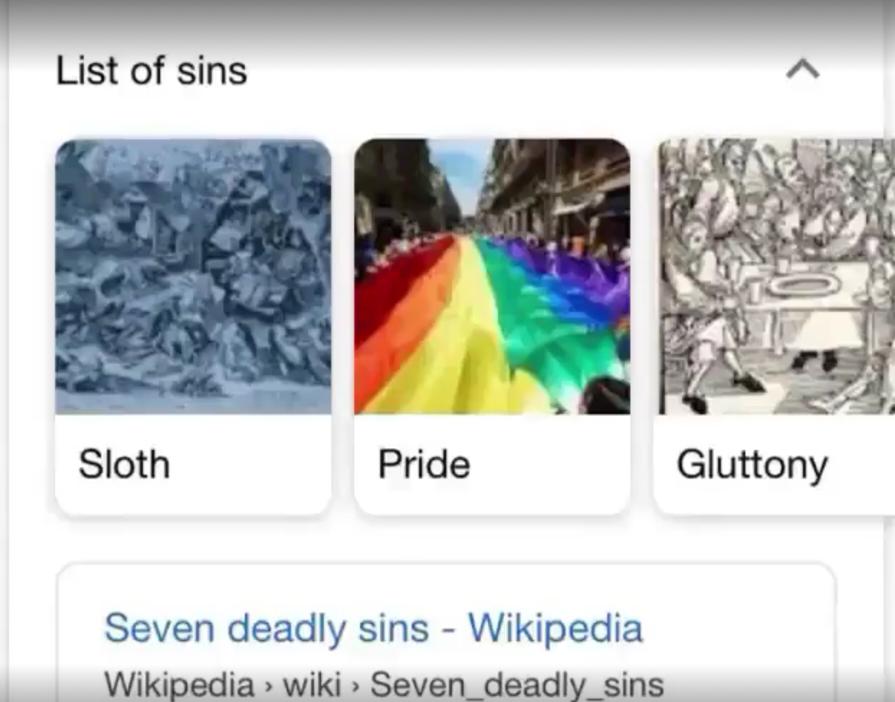 List of sins
Sloth
Pride
Gluttony
Seven deadly sins - Wikipedia
Wikipedia › wiki › Seven_deadly_sins